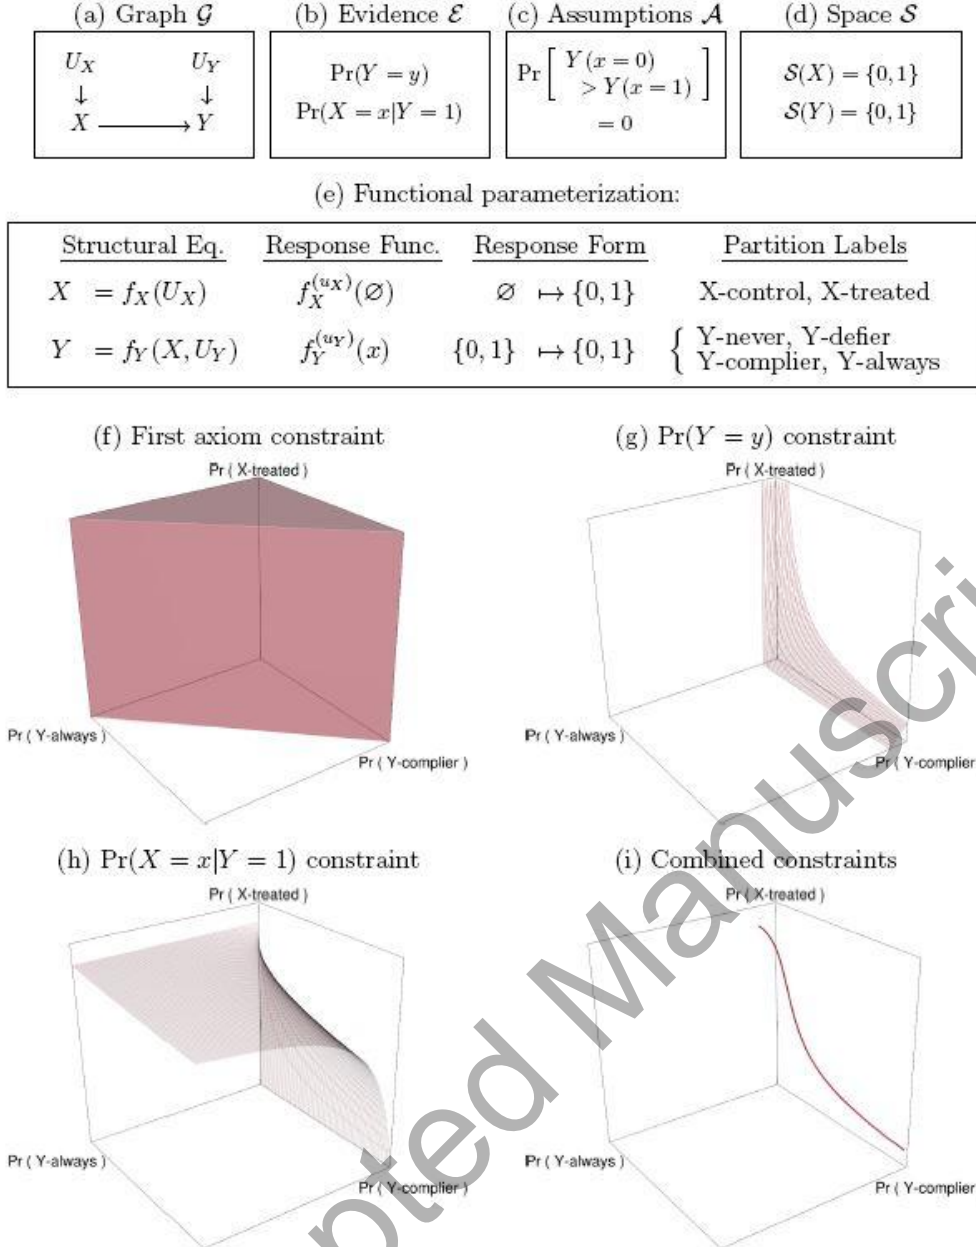 (a) Graph 𝒢
(b) Evidence ℰ
(c) Assumptions 𝒜
(d) Space 𝒮
U_X U_Y
↓ ↓
X ⟶ Y
Pr(Y = y)
Pr(X = x|Y = 1)
Pr [ Y(x = 0)
> Y(x = 1) ]
= 0
𝒮(X) = {0, 1}
𝒮(Y) = {0, 1}
(e) Functional parameterization:
Structural Eq. Response Func. Response Form Partition Labels
X = f_X(U_X) f_X^{(u_X)}(∅) ∅ ↦ {0, 1} X-control, X-treated
Y = f_Y(X, U_Y) f_Y^{(u_Y)}(x) {0, 1} ↦ {0, 1} { Y-never, Y-defier
Y-complier, Y-always
(f) First axiom constraint
Pr ( X-treated )
Pr ( Y-always )
Pr ( Y-complier )
(g) Pr(Y = y) constraint
Pr ( X-treated )
Pr ( Y-always )
Pr ( Y-complier
(h) Pr(X = x|Y = 1) constraint
Pr ( X-treated )
Pr ( Y-always )
Pr ( Y-complier )
(i) Combined constraints
Pr ( X-treated )
Pr ( Y-always )
Pr ( Y-complier
pted Manuscri